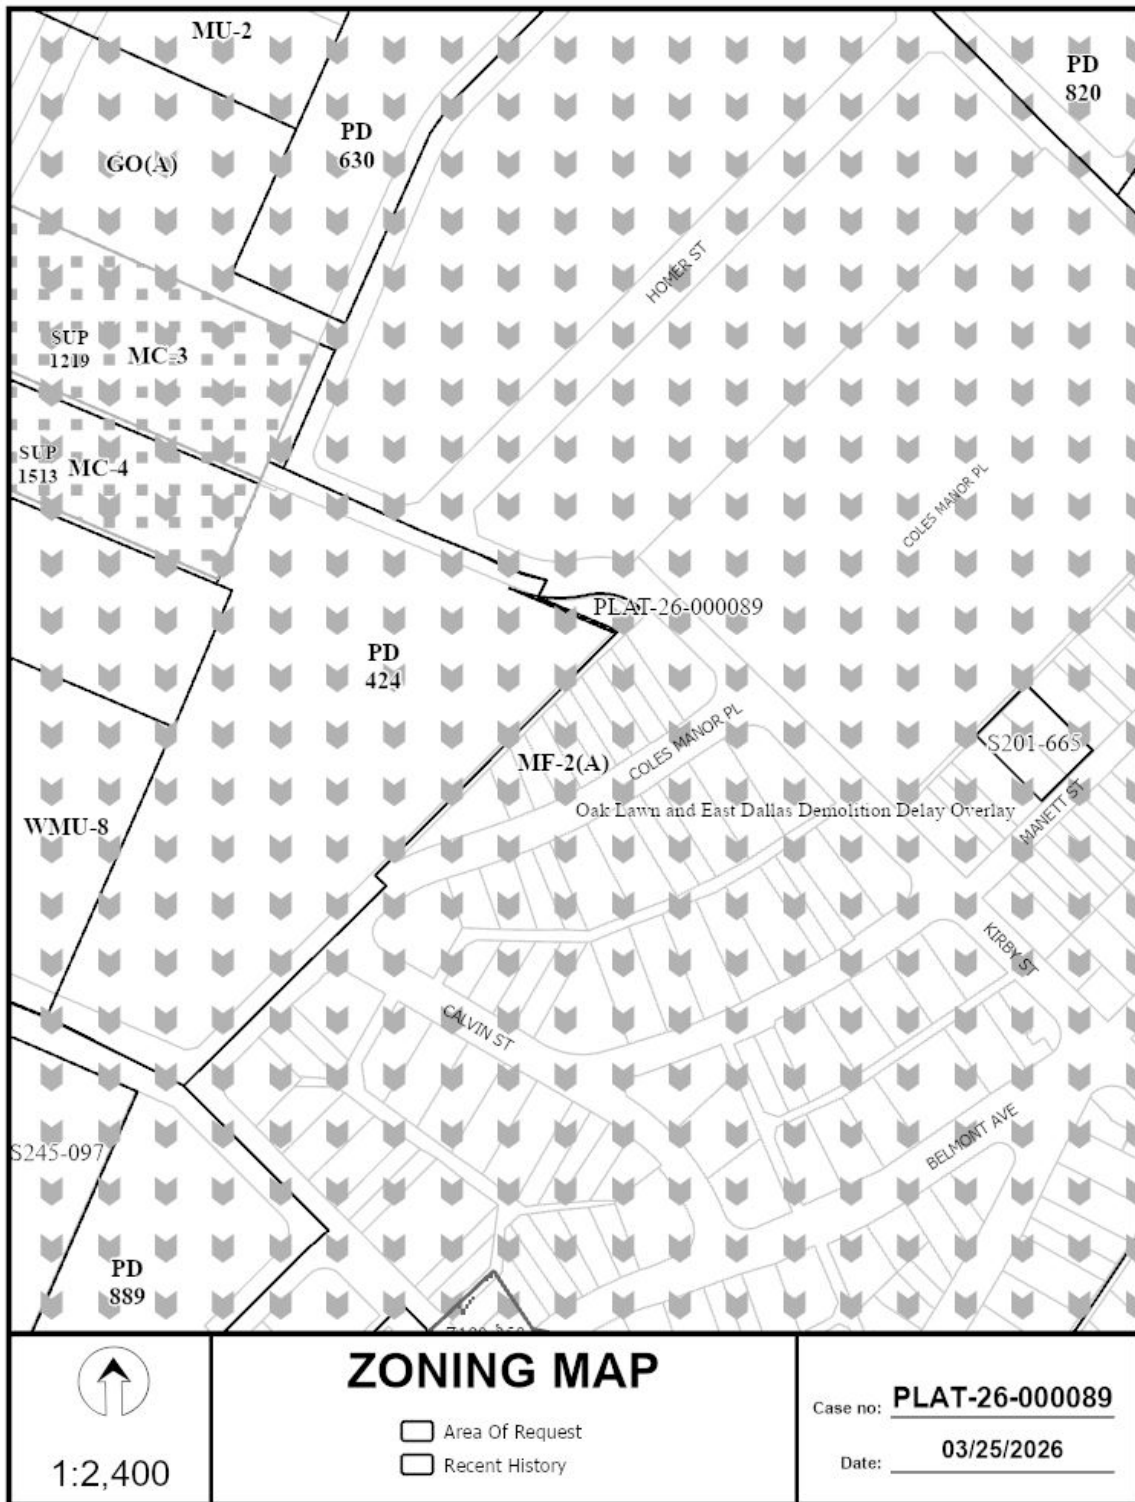 MU-2
PD
820
PD
630
GO(A)
HOMER ST
SUP
1219
MC-3
SUP
1513
MC-4
COLES MANOR PL
PLAT-26-000089
PD
424
S201-665
MF-2(A)
COLES MANOR PL
Oak Lawn and East Dallas Demolition Delay Overlay
MANETT ST
WMU-8
KIRBY ST
CALVIN ST
BELMONT AVE
S245-097
PD
889
ZONING MAP
Area Of Request
Recent History
1:2,400
Case no: PLAT-26-000089
Date: 03/25/2026